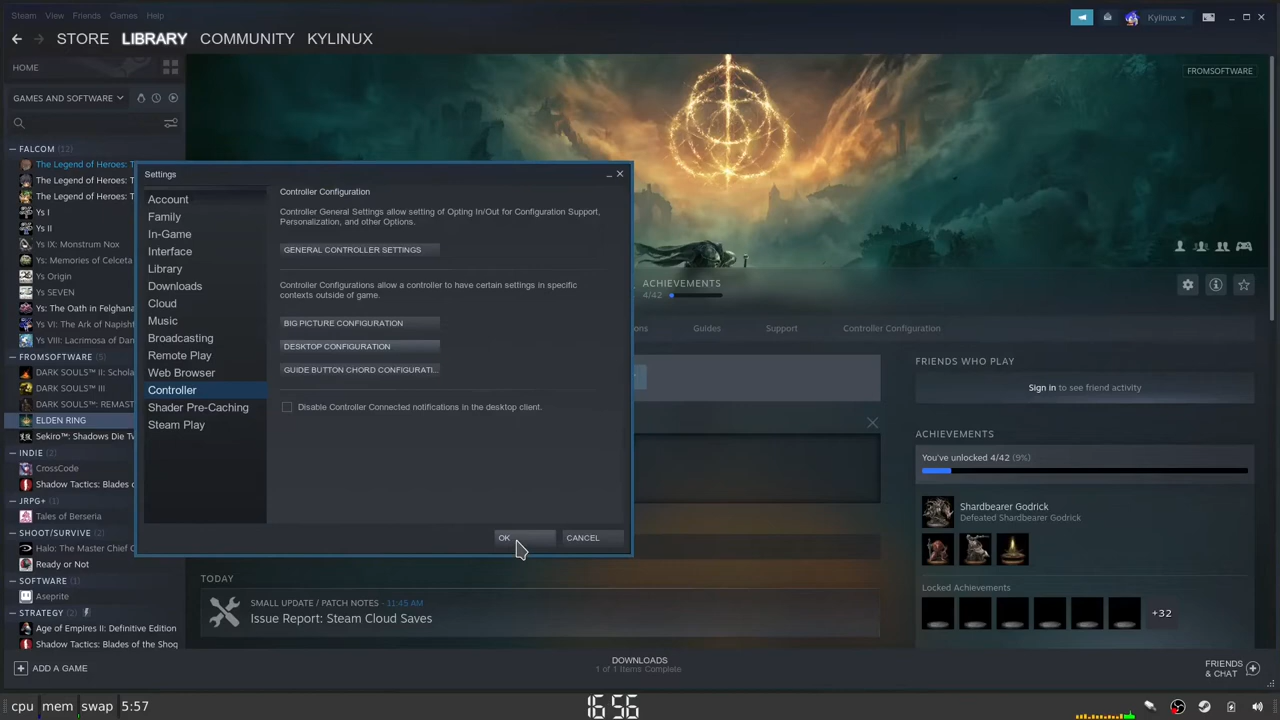 Steam View Friends Games Help
Kylinux
STORE LIBRARY COMMUNITY KYLINUX
HOME
FROMSOFTWARE
GAMES AND SOFTWARE
FALCOM (12)
The Legend of Heroes: T
The Legend of Heroes: T
The Legend of Heroes: T
Ys I
Ys II
Ys IX: Monstrum Nox
Ys: Memories of Celceta
Ys Origin
Ys SEVEN
Ys: The Oath in Felghana
Ys VI: The Ark of Napisht
Ys VIII: Lacrimosa of Dan
FROMSOFTWARE (5)
DARK SOULS™ II: Schola
DARK SOULS™ III
DARK SOULS™: REMAST
ELDEN RING
Sekiro™: Shadows Die Tw
INDIE (2)
CrossCode
Shadow Tactics: Blades o
JRPG+ (1)
Tales of Berseria
SHOOT/SURVIVE (2)
Halo: The Master Chief C
Ready or Not
SOFTWARE (1)
Aseprite
STRATEGY (2)
Age of Empires II: Definitive Edition
Shadow Tactics: Blades of the Shog
Settings
Account
Family
In-Game
Interface
Library
Downloads
Cloud
Music
Broadcasting
Remote Play
Web Browser
Controller
Shader Pre-Caching
Steam Play
Controller Configuration
Controller General Settings allow setting of Opting In/Out for Configuration Support,
Personalization, and other Options.
GENERAL CONTROLLER SETTINGS
Controller Configurations allow a controller to have certain settings in specific
contexts outside of game.
BIG PICTURE CONFIGURATION
DESKTOP CONFIGURATION
GUIDE BUTTON CHORD CONFIGURATI...
Disable Controller Connected notifications in the desktop client.
OK CANCEL
ACHIEVEMENTS
4/42
ons Guides Support Controller Configuration
FRIENDS WHO PLAY
Sign in to see friend activity
ACHIEVEMENTS
You've unlocked 4/42 (9%)
Shardbearer Godrick
Defeated Shardbearer Godrick
Locked Achievements
+32
TODAY
SMALL UPDATE / PATCH NOTES - 11:45 AM
Issue Report: Steam Cloud Saves
ADD A GAME
DOWNLOADS
1 of 1 Items Complete
FRIENDS
& CHAT
cpu mem swap 5:57
16 56